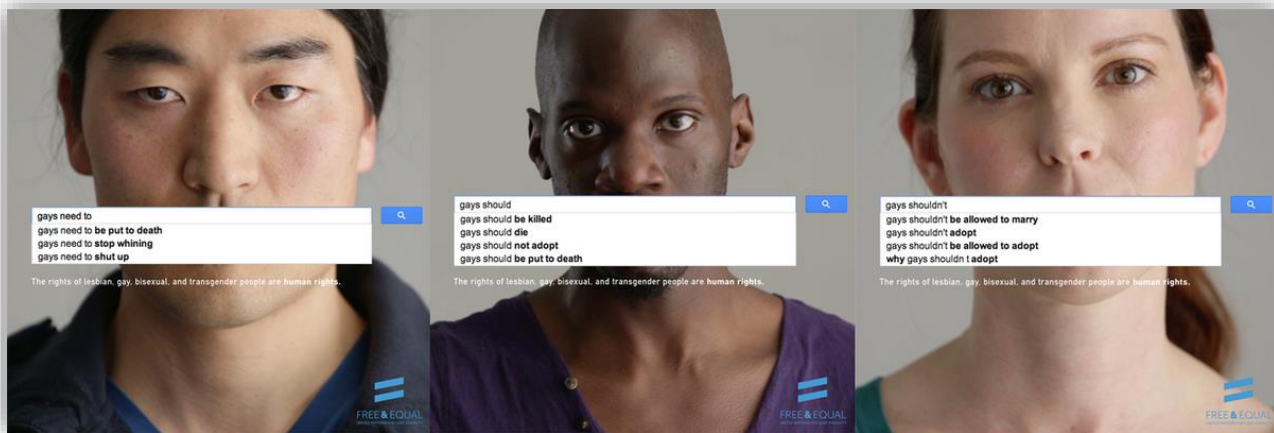 gays need to
gays need to be put to death
gays need to stop whining
gays need to shut up
The rights of lesbian, gay, bisexual, and transgender people are human rights.
FREE & EQUAL
gays should
gays should be killed
gays should die
gays should not adopt
gays should be put to death
The rights of lesbian, gay, bisexual, and transgender people are human rights.
FREE & EQUAL
gays shouldn't
gays shouldn't be allowed to marry
gays shouldn't adopt
gays shouldn't be allowed to adopt
why gays shouldn t adopt
The rights of lesbian, gay, bisexual, and transgender people are human rights.
FREE & EQUAL